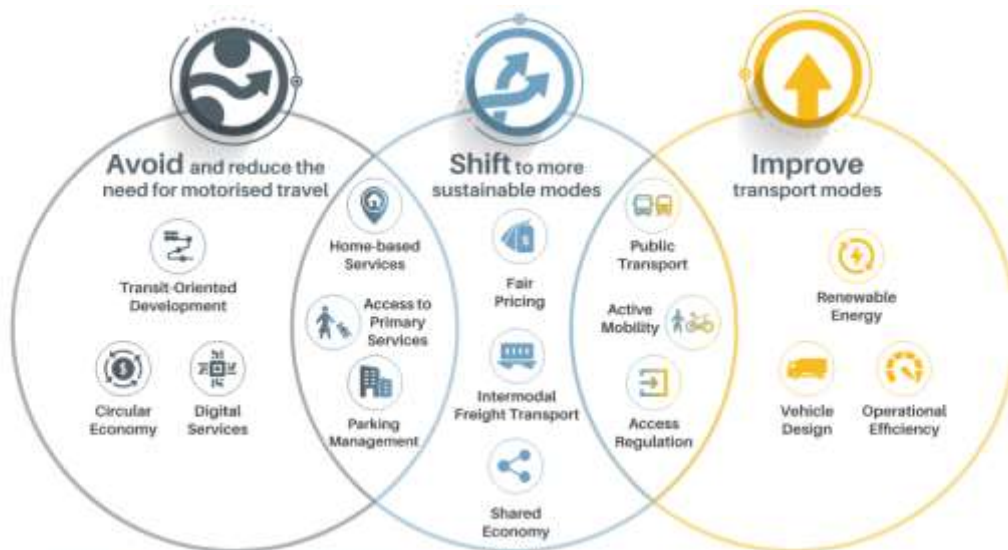 Avoid and reduce the
need for motorised travel
Transit-Oriented
Development
Circular
Economy
Digital
Services
Home-based
Services
Access to
Primary
Services
Parking
Management
Shift to more
sustainable modes
Fair
Pricing
Intermodal
Freight Transport
Shared
Economy
Public
Transport
Active
Mobility
Access
Regulation
Improve
transport modes
Renewable
Energy
Vehicle
Design
Operational
Efficiency